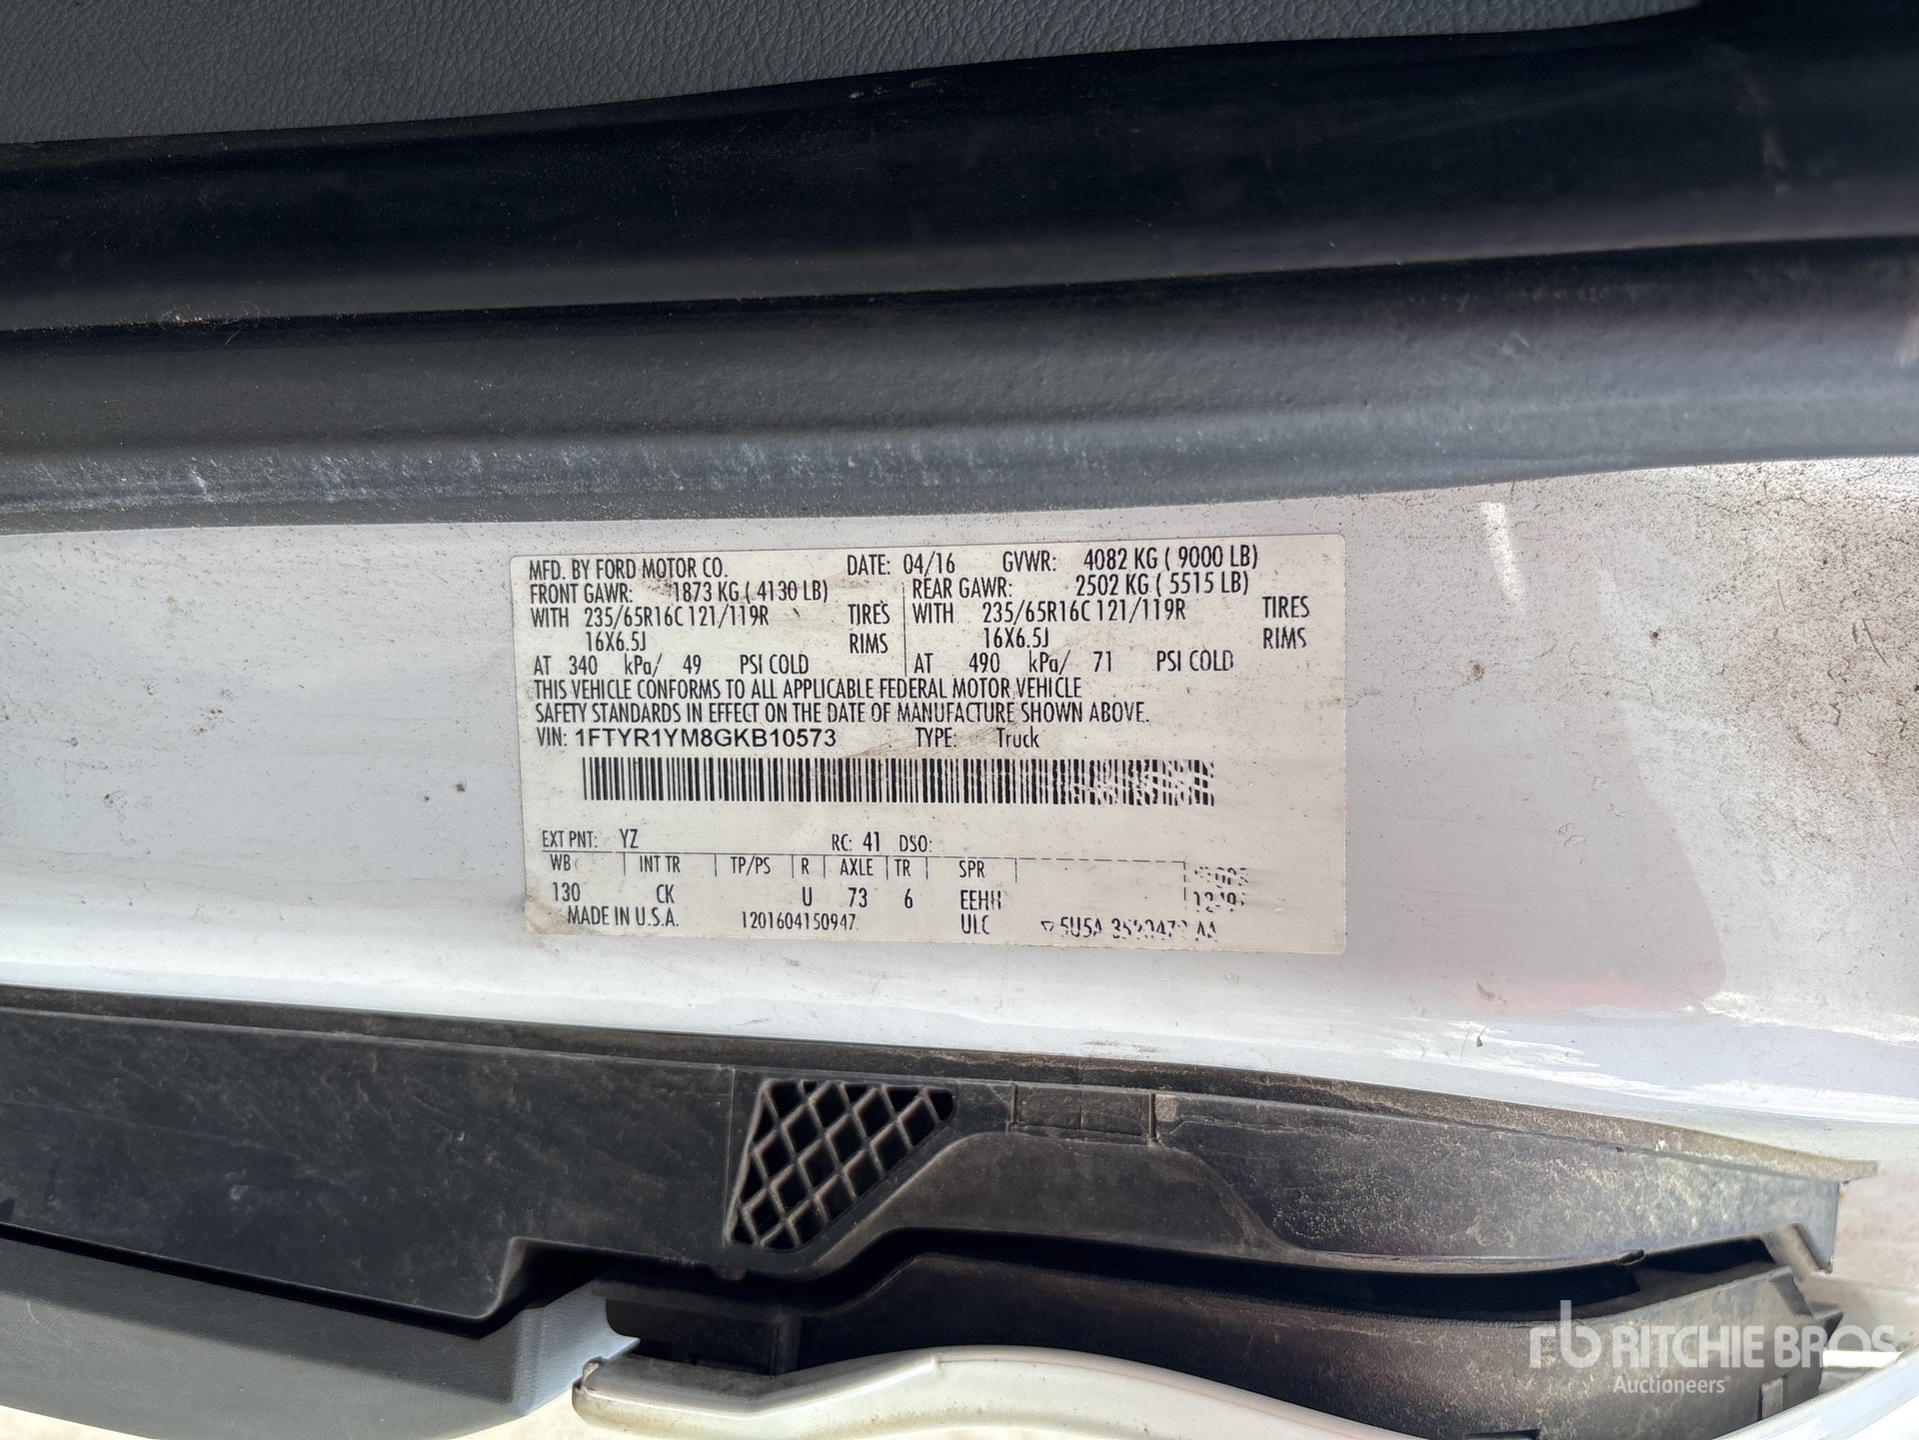 MFD. BY FORD MOTOR CO. DATE: 04/16 GVWR: 4082 KG ( 9000 LB)
FRONT GAWR: 1873 KG ( 4130 LB) REAR GAWR: 2502 KG ( 5515 LB)
WITH 235/65R16C 121/119R TIRES WITH 235/65R16C 121/119R TIRES
16X6.5J RIMS 16X6.5J RIMS
AT 340 kPa/ 49 PSI COLD AT 490 kPa/ 71 PSI COLD
THIS VEHICLE CONFORMS TO ALL APPLICABLE FEDERAL MOTOR VEHICLE
SAFETY STANDARDS IN EFFECT ON THE DATE OF MANUFACTURE SHOWN ABOVE.
VIN: 1FTYR1YM8GKB10573 TYPE: Truck
EXT PNT: YZ RC: 41 DSO:
WB INT TR TP/PS R AXLE TR SPR
130 CK U 73 6 EEHH
MADE IN U.S.A. 1201604150947 ULC
rb RITCHIE BROS
Auctioneers